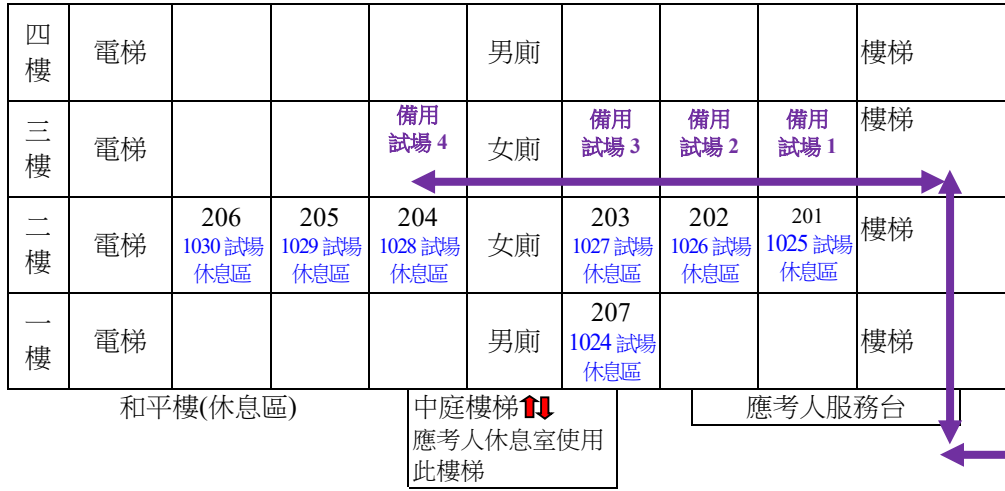 四樓 電梯 男廁 樓梯
三樓 電梯 備用試場 4 女廁 備用試場 3 備用試場 2 備用試場 1 樓梯
二樓 電梯 206 1030 試場休息區 205 1029 試場休息區 204 1028 試場休息區 女廁 203 1027 試場休息區 202 1026 試場休息區 201 1025 試場休息區 樓梯
一樓 電梯 男廁 207 1024 試場休息區 樓梯
和平樓(休息區)
中庭樓梯
應考人休息室使用
此樓梯
應考人服務台